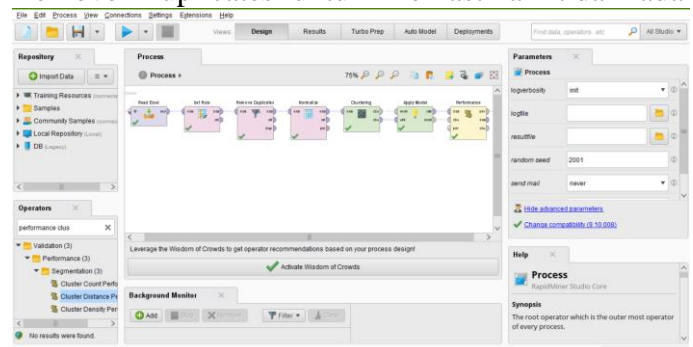 File Edit Process View Connections Settings Extensions Help
Views: Design Results Turbo Prep Auto Model Deployments
Find data, operators...etc
All Studio
Repository
Import Data
Training Resources
Samples
Community Samples
Local Repository (Local)
DB (Legacy)
Operators
performance clus
Validation (3)
Performance (3)
Segmentation (3)
Cluster Count Perfo
Cluster Distance Pe
Cluster Density Per
No results were found.
Process
Process
75%
Read Excel
Set Role
Remove Duplicates
Normalize
Clustering
Apply Model
Performance
Leverage the Wisdom of Crowds to get operator recommendations based on your process design!
Activate Wisdom of Crowds
Background Monitor
Add Stop Remove Filter Clear
Parameters
Process
logverbosity init
logfile
resultfile
random seed 2001
send mail never
Hide advanced parameters
Change compatibility (9.10.008)
Help
Process
RapidMiner Studio Core
Synopsis
The root operator which is the outer most operator
of every process.